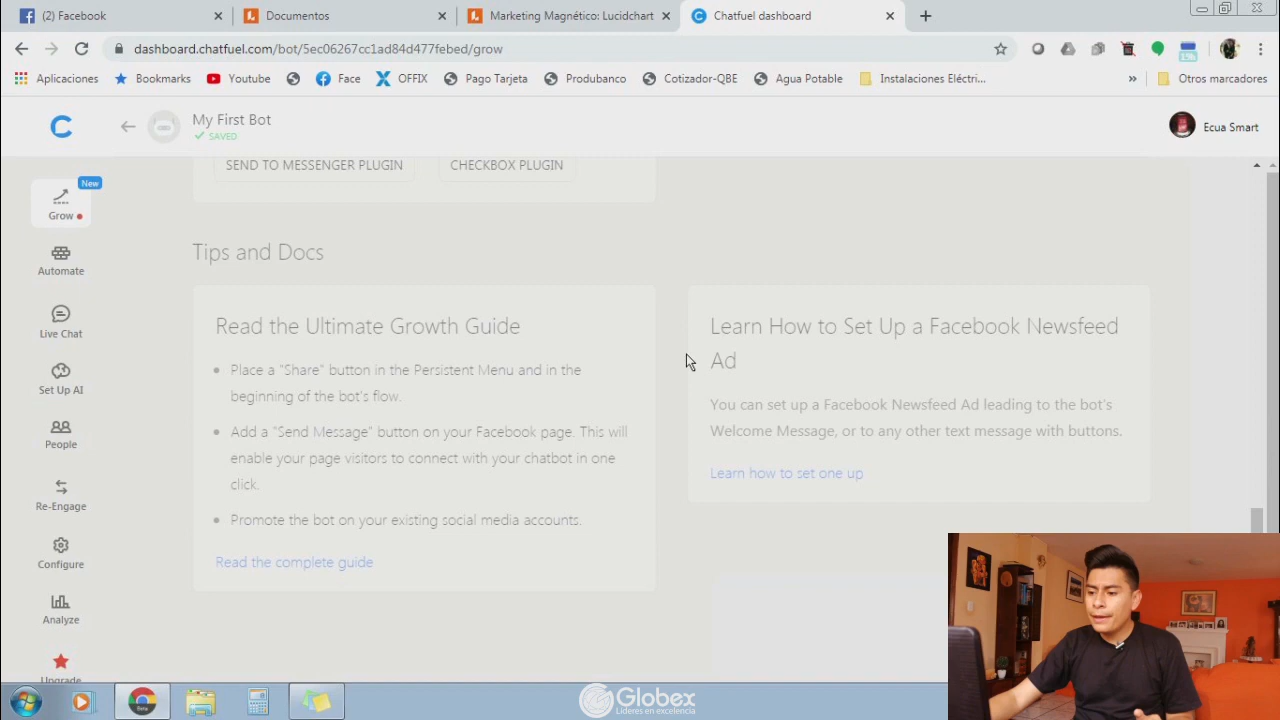 (2) Facebook
Documentos
Marketing Magnético: Lucidchart
Chatfuel dashboard
dashboard.chatfuel.com/bot/5ec06267cc1ad84d477febed/grow
Aplicaciones
Bookmarks
Youtube
Face
OFFIX
Pago Tarjeta
Produbanco
Cotizador-QBE
Agua Potable
Instalaciones Eléctri...
»
Otros marcadores
My First Bot
SAVED
Ecua Smart
New
Grow
Automate
Live Chat
Set Up AI
People
Re-Engage
Configure
Analyze
Upgrade
SEND TO MESSENGER PLUGIN
CHECKBOX PLUGIN
Tips and Docs
Read the Ultimate Growth Guide
Place a "Share" button in the Persistent Menu and in the
beginning of the bot's flow.
Add a "Send Message" button on your Facebook page. This will
enable your page visitors to connect with your chatbot in one
click.
Promote the bot on your existing social media accounts.
Read the complete guide
Learn How to Set Up a Facebook Newsfeed
Ad
You can set up a Facebook Newsfeed Ad leading to the bot's
Welcome Message, or to any other text message with buttons.
Learn how to set one up
Globex
Líderes en excelencia